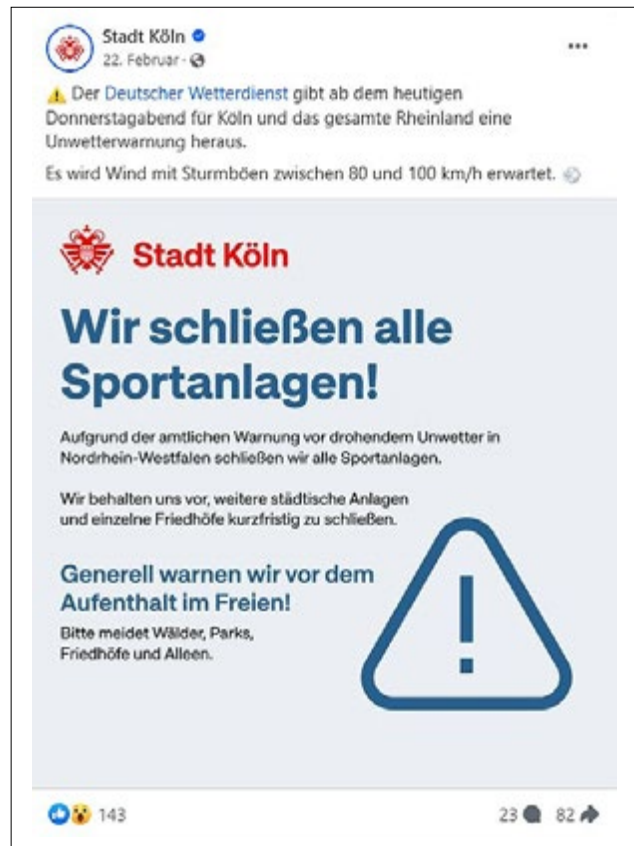 Stadt Köln
22. Februar ·
Der Deutscher Wetterdienst gibt ab dem heutigen
Donnerstagabend für Köln und das gesamte Rheinland eine
Unwetterwarnung heraus.
Es wird Wind mit Sturmböen zwischen 80 und 100 km/h erwartet.
Stadt Köln
Wir schließen alle
Sportanlagen!
Aufgrund der amtlichen Warnung vor drohendem Unwetter in
Nordrhein-Westfalen schließen wir alle Sportanlagen.
Wir behalten uns vor, weitere städtische Anlagen
und einzelne Friedhöfe kurzfristig zu schließen.
Generell warnen wir vor dem
Aufenthalt im Freien!
Bitte meidet Wälder, Parks,
Friedhöfe und Alleen.
!
143 23 82